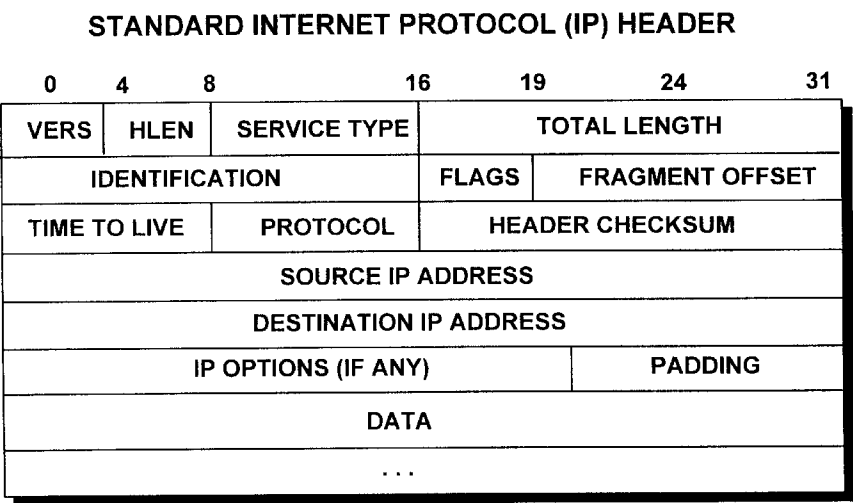 STANDARD INTERNET PROTOCOL (IP) HEADER
0 4 8 16 19 24 31
VERS HLEN SERVICE TYPE TOTAL LENGTH
IDENTIFICATION FLAGS FRAGMENT OFFSET
TIME TO LIVE PROTOCOL HEADER CHECKSUM
SOURCE IP ADDRESS
DESTINATION IP ADDRESS
IP OPTIONS (IF ANY) PADDING
DATA
. . .